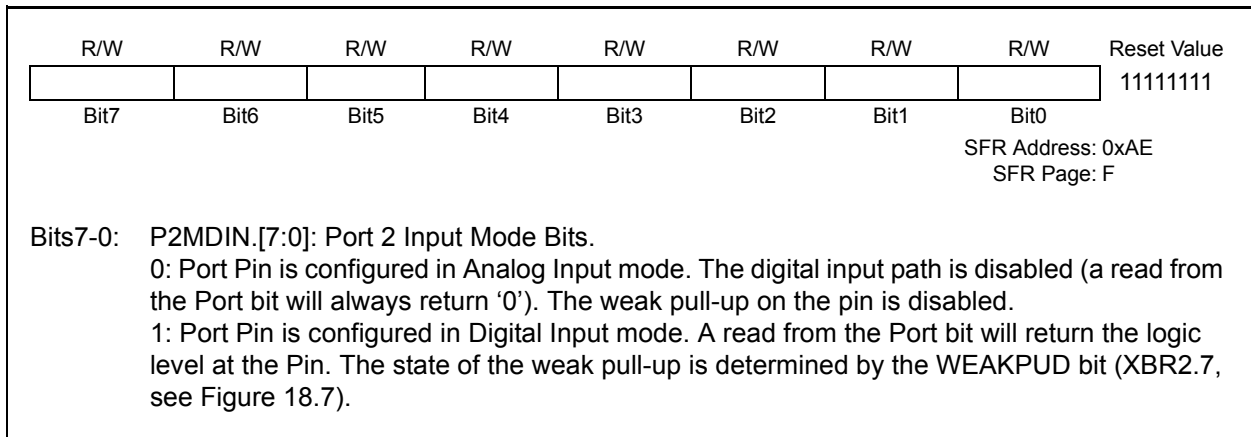 R/W R/W R/W R/W R/W R/W R/W R/W Reset Value
11111111
Bit7 Bit6 Bit5 Bit4 Bit3 Bit2 Bit1 Bit0
SFR Address: 0xAE
SFR Page: F
Bits7-0: P2MDIN.[7:0]: Port 2 Input Mode Bits.
0: Port Pin is configured in Analog Input mode. The digital input path is disabled (a read from
the Port bit will always return ‘0’). The weak pull-up on the pin is disabled.
1: Port Pin is configured in Digital Input mode. A read from the Port bit will return the logic
level at the Pin. The state of the weak pull-up is determined by the WEAKPUD bit (XBR2.7,
see Figure 18.7).